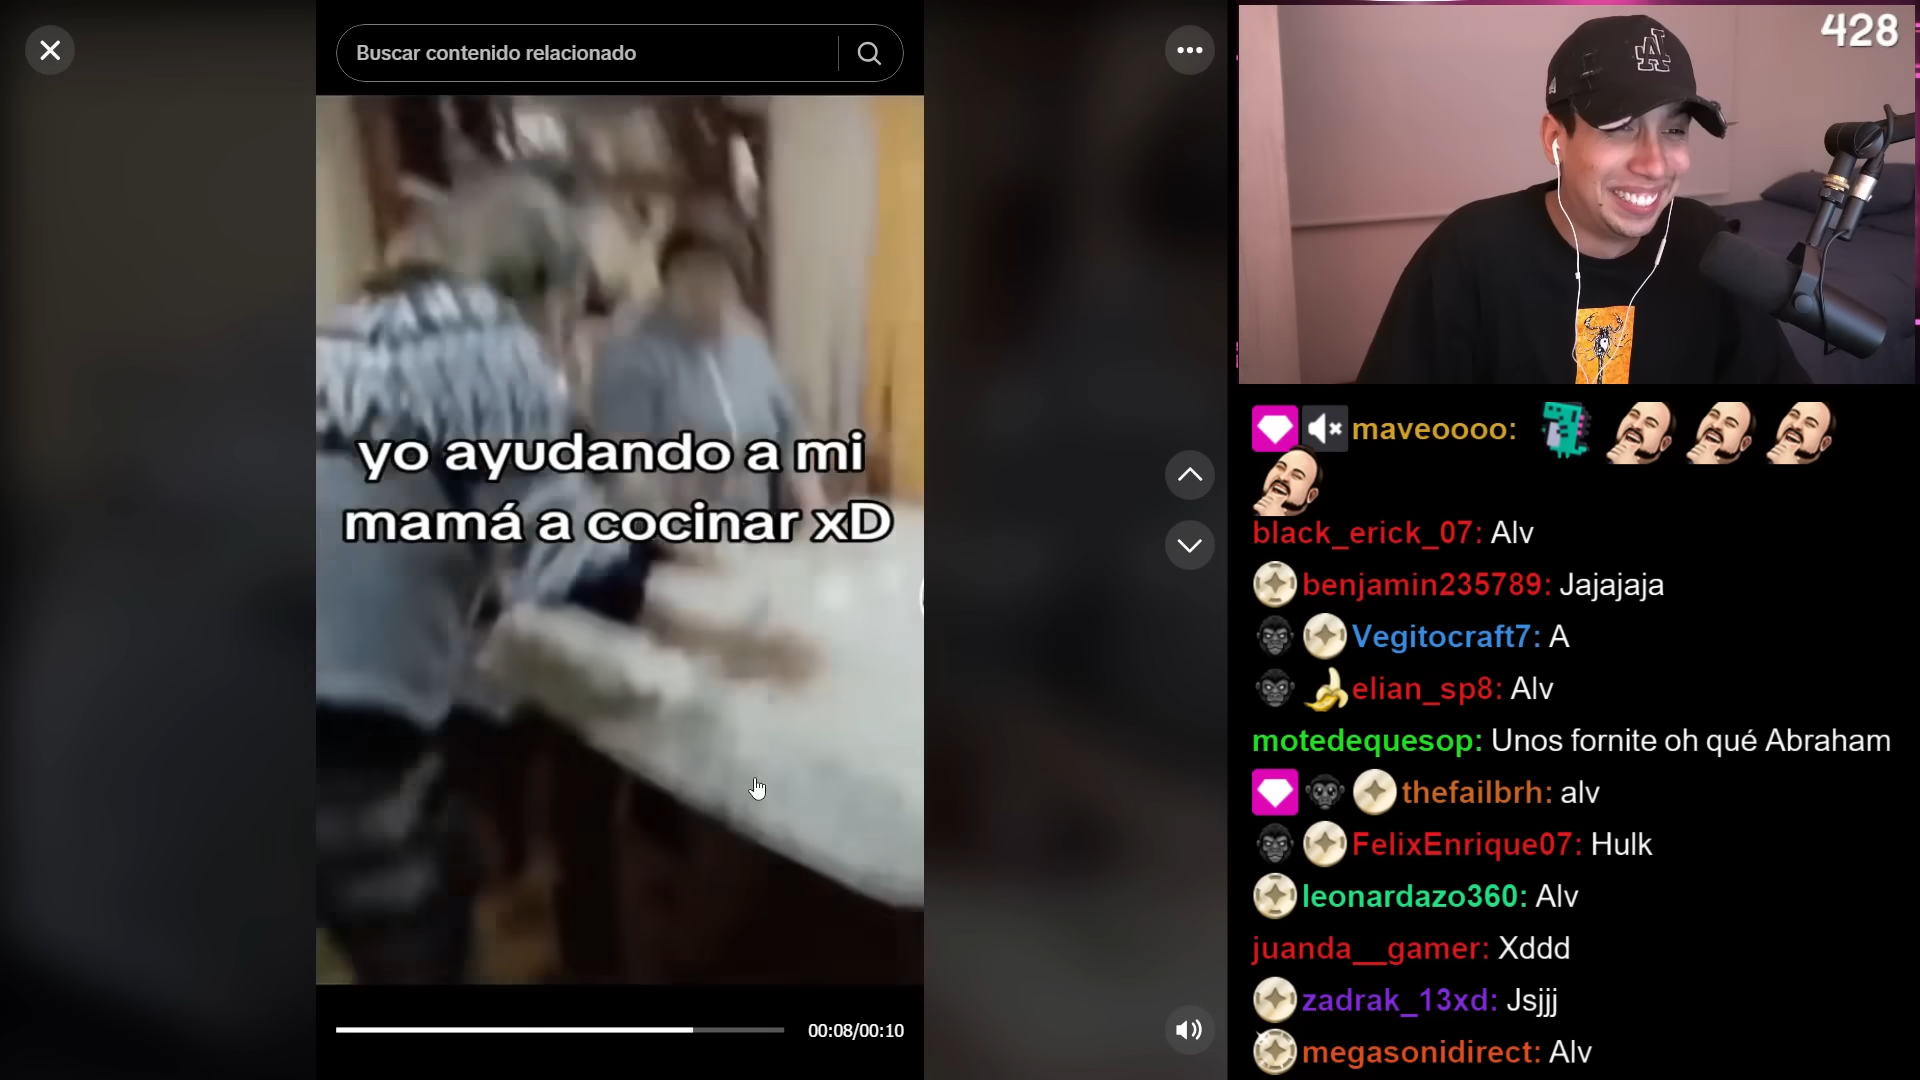 Buscar contenido relacionado
yo ayudando a mi
mamá a cocinar xD
00:08/00:10
428
LA
maveoooo:
black_erick_07: Alv
benjamin235789: Jajajaja
Vegitocraft7: A
elian_sp8: Alv
motedequesop: Unos fornite oh qué Abraham
thefailbrh: alv
FelixEnrique07: Hulk
leonardazo360: Alv
juanda__gamer: Xddd
zadrak_13xd: Jsjjj
megasonidirect: Alv